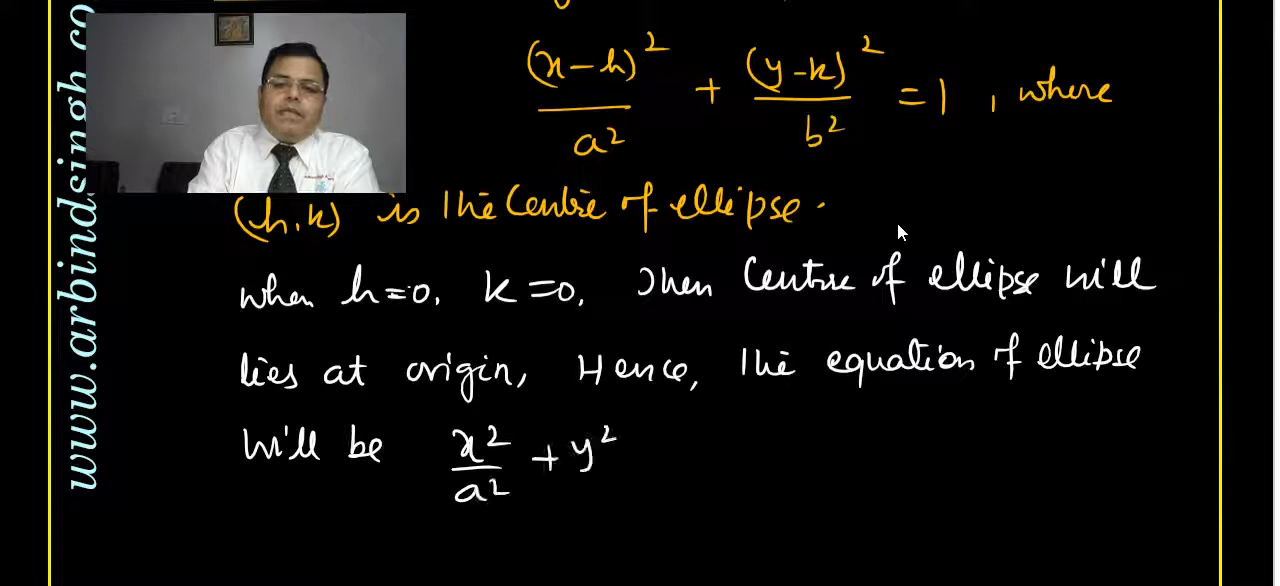 (x-h)²/a² + (y-k)²/b² = 1, where
(h,k) is the Centre of ellipse.
when h=0, k=0, then Centre of ellipse will
lies at origin, Hence, the equation of ellipse
will be x²/a² + y²
www.arbindsingh.co